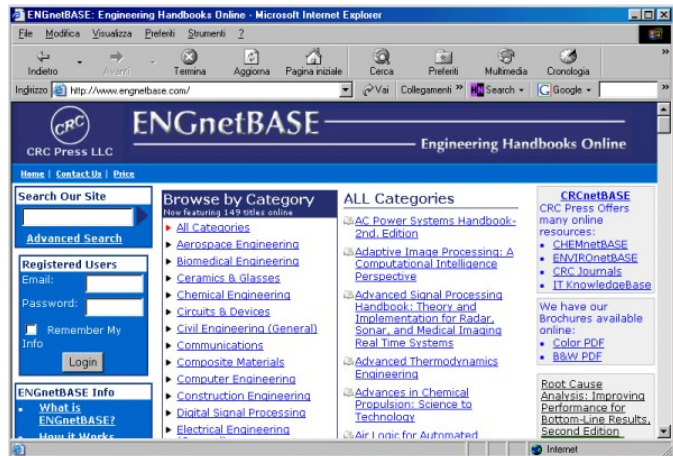 ENGnetBASE: Engineering Handbooks Online - Microsoft Internet Explorer
File Modifica Visualizza Preferiti Strumenti ?
Indietro Avanti Termina Aggiorna Pagina iniziale Cerca Preferiti Multimedia Cronologia »
Indirizzo http://www.engnetbase.com/ Vai Collegamenti » Search Google »
CRC
CRC Press LLC
ENGnetBASE
Engineering Handbooks Online
Home | Contact Us | Price
Search Our Site
Advanced Search
Registered Users
Email:
Password:
Remember My
Info
Login
ENGnetBASE Info
What is
ENGnetBASE?
How it Works
Browse by Category
Now featuring 149 titles online
All Categories
Aerospace Engineering
Biomedical Engineering
Ceramics & Glasses
Chemical Engineering
Circuits & Devices
Civil Engineering (General)
Communications
Composite Materials
Computer Engineering
Construction Engineering
Digital Signal Processing
Electrical Engineering
ALL Categories
AC Power Systems Handbook-
2nd. Edition
Adaptive Image Processing: A
Computational Intelligence
Perspective
Advanced Signal Processing
Handbook: Theory and
Implementation for Radar,
Sonar, and Medical Imaging
Real Time Systems
Advanced Thermodynamics
Engineering
Advances in Chemical
Propulsion: Science to
Technology
Air Logic for Automated
CRCnetBASE
CRC Press Offers
many online
resources:
CHEMnetBASE
ENVIROnetBASE
CRC Journals
IT KnowledgeBase
We have our
Brochures available
online:
Color PDF
B&W PDF
Root Cause
Analysis: Improving
Performance for
Bottom-Line Results,
Second Edition
Internet